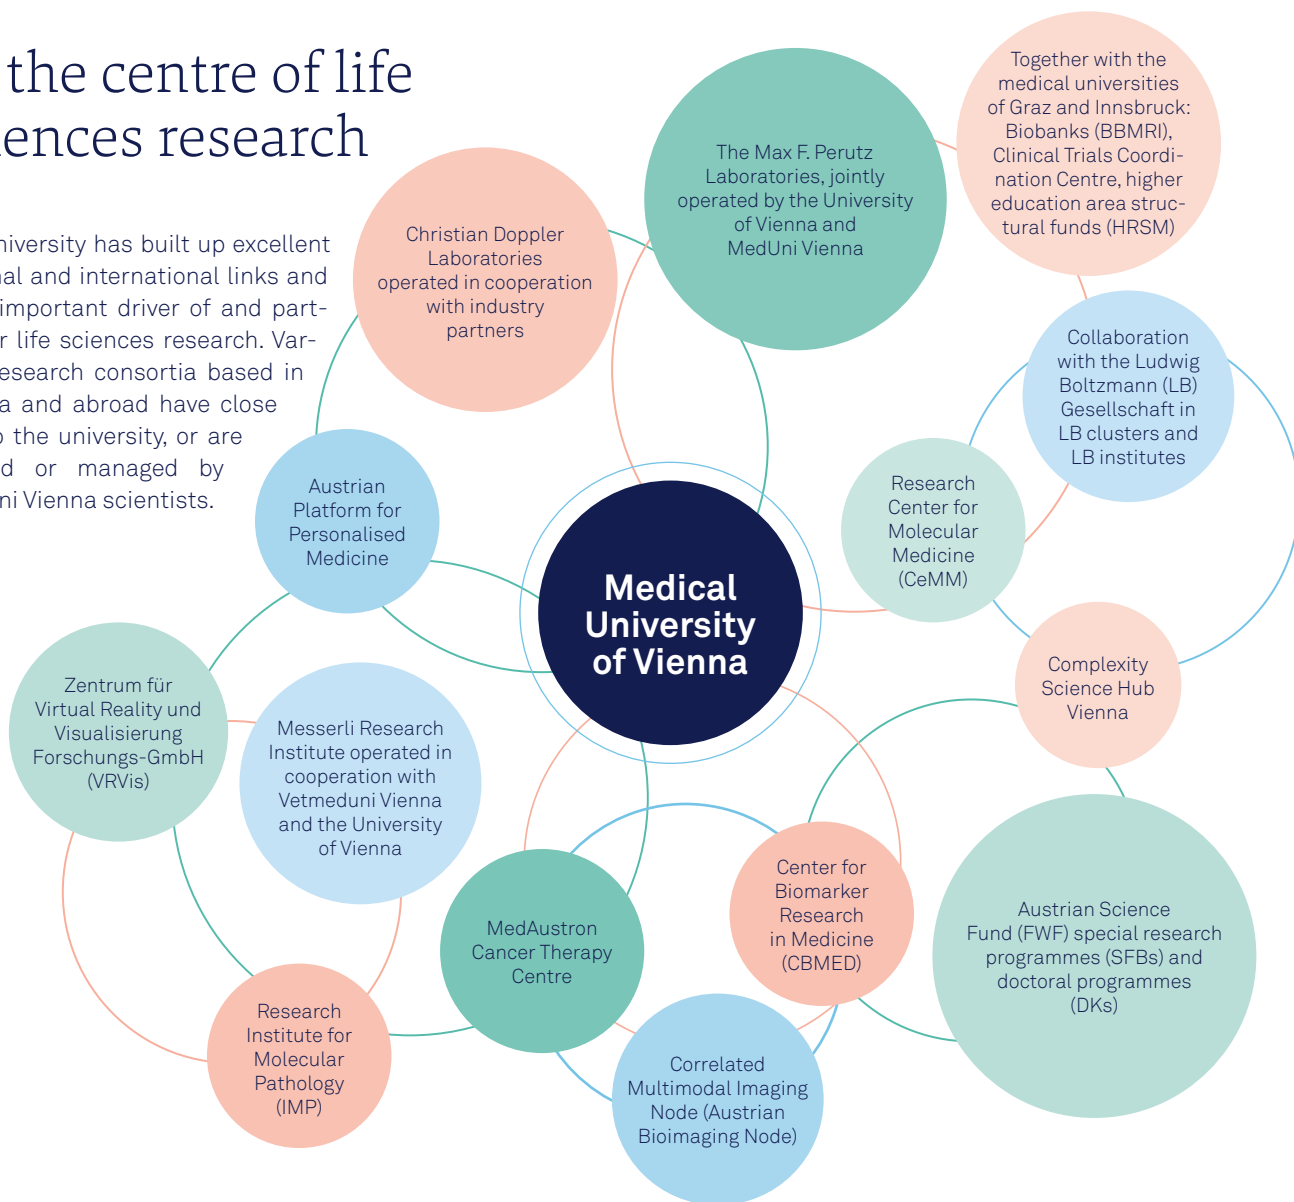 the centre of life
iences research
niversity has built up excellent
nal and international links and
important driver of and part-
r life sciences research. Var-
esearch consortia based in
a and abroad have close
o the university, or are
d or managed by
ni Vienna scientists.
Together with the
medical universities
of Graz and Innsbruck:
Biobanks (BBMRI),
Clinical Trials Coordi-
nation Centre, higher
education area struc-
tural funds (HRSM)
The Max F. Perutz
Laboratories, jointly
operated by the University
of Vienna and
MedUni Vienna
Christian Doppler
Laboratories
operated in cooperation
with industry
partners
Collaboration
with the Ludwig
Boltzmann (LB)
Gesellschaft in
LB clusters and
LB institutes
Austrian
Platform for
Personalised
Medicine
Research
Center for
Molecular
Medicine
(CeMM)
Medical
University
of Vienna
Complexity
Science Hub
Vienna
Zentrum für
Virtual Reality und
Visualisierung
Forschungs-GmbH
(VRVis)
Messerli Research
Institute operated in
cooperation with
Vetmeduni Vienna
and the University
of Vienna
Center for
Biomarker
Research
in Medicine
(CBMED)
MedAustron
Cancer Therapy
Centre
Austrian Science
Fund (FWF) special research
programmes (SFBs) and
doctoral programmes
(DKs)
Research
Institute for
Molecular
Pathology
(IMP)
Correlated
Multimodal Imaging
Node (Austrian
Bioimaging Node)